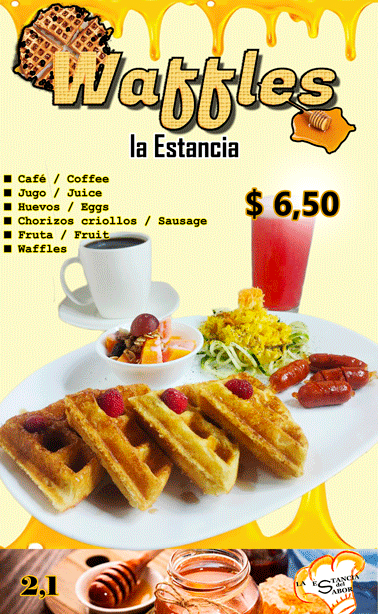 Waffles
la Estancia
■ Café / Coffee
■ Jugo / Juice
■ Huevos / Eggs
■ Chorizos criollos / Sausage
■ Fruta / Fruit
■ Waffles
$ 6,50
2,1
LA ESTANCIA
del
SABOR